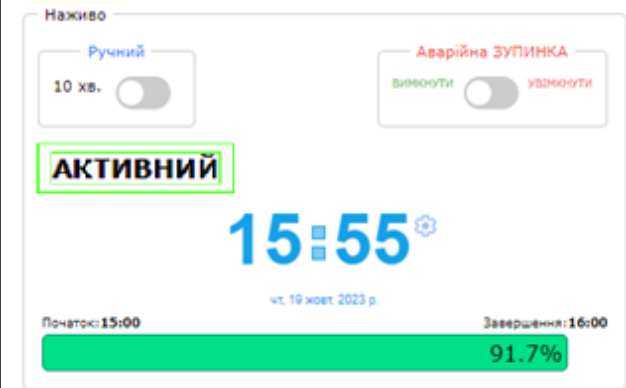 Наживо
Ручний
Аварійна ЗУПИНКА
10 хв.
ВИМКНУТИ
УВІМКНУТИ
АКТИВНИЙ
15:55
чт, 19 жовт. 2023 р.
Початок:15:00
Завершення:16:00
91.7%